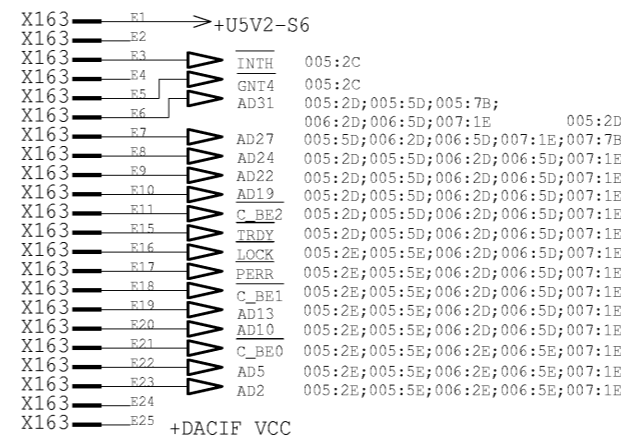 X163 E1 +U5V2-S6
X163 E2
X163 E3 INTH 005:2C
X163 E4 GNT4 005:2C
X163 E5 AD31 005:2D;005:5D;005:7B;
X163 E6 006:2D;006:5D;007:1E 005:2D
X163 E7 AD27 005:5D;006:2D;006:5D;007:1E;007:7B
X163 E8 AD24 005:2D;005:5D;006:2D;006:5D;007:1E
X163 E9 AD22 005:2D;005:5D;006:2D;006:5D;007:1E
X163 E10 AD19 005:2D;005:5D;006:2D;006:5D;007:1E
X163 E11 C_BE2 005:2D;005:5D;006:2D;006:5D;007:1E
X163 E15 TRDY 005:2D;005:5D;006:2D;006:5D;007:1E
X163 E16 LOCK 005:2E;005:5E;006:2D;006:5D;007:1E
X163 E17 PERR 005:2E;005:5E;006:2D;006:5D;007:1E
X163 E18 C_BE1 005:2E;005:5E;006:2D;006:5D;007:1E
X163 E19 AD13 005:2E;005:5E;006:2D;006:5D;007:1E
X163 E20 AD10 005:2E;005:5E;006:2D;006:5D;007:1E
X163 E21 C_BE0 005:2E;005:5E;006:2E;006:5E;007:1E
X163 E22 AD5 005:2E;005:5E;006:2E;006:5E;007:1E
X163 E23 AD2 005:2E;005:5E;006:2E;006:5E;007:1E
X163 E24
X163 E25 +DACIF VCC